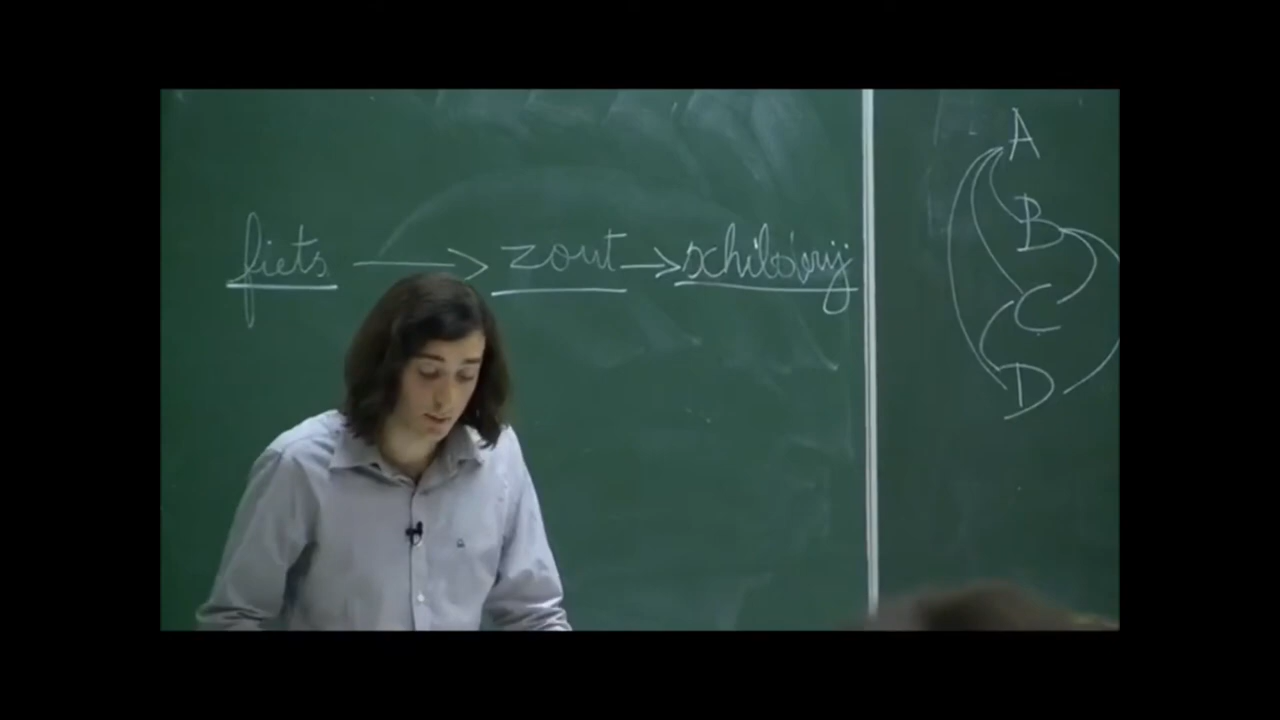 fiets → zout → schilderij
A
B
C
D